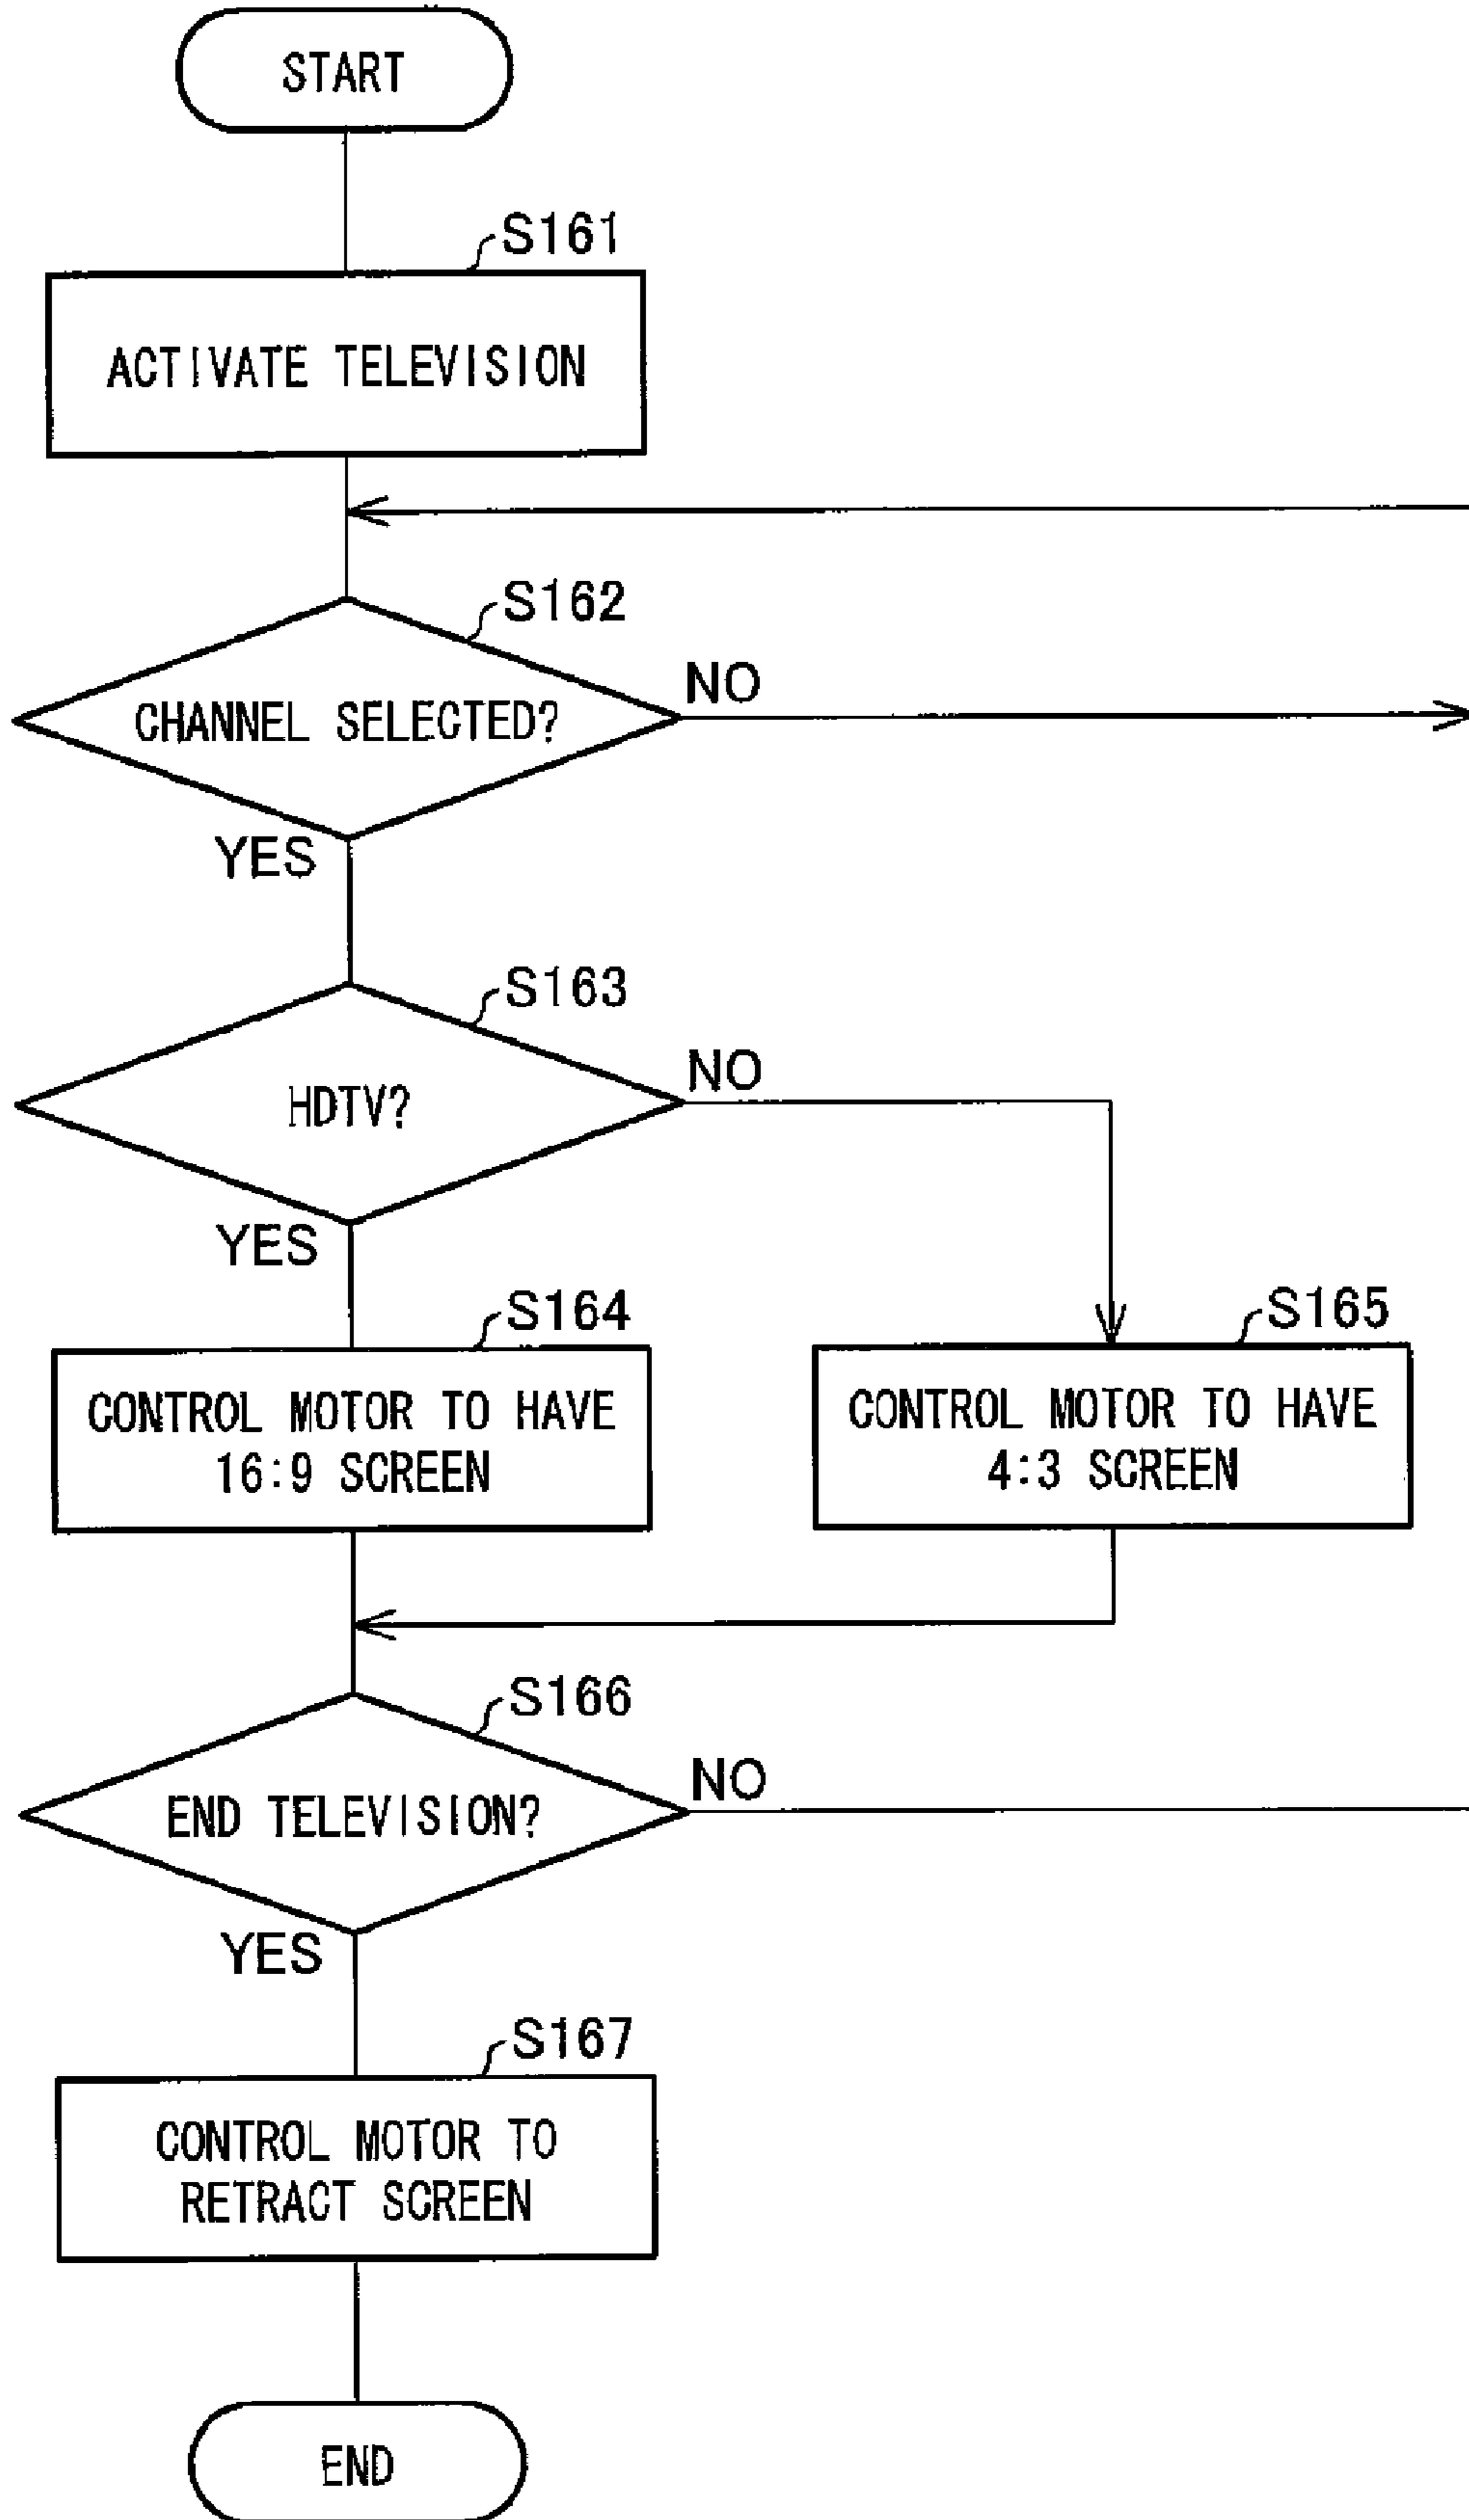 START
S161
ACTIVATE TELEVISION
S162
CHANNEL SELECTED?
NO
YES
S163
HDTV?
NO
YES
S164
CONTROL MOTOR TO HAVE
16:9 SCREEN
S165
CONTROL MOTOR TO HAVE
4:3 SCREEN
S166
END TELEVISION?
NO
YES
S167
CONTROL MOTOR TO
RETRACT SCREEN
END